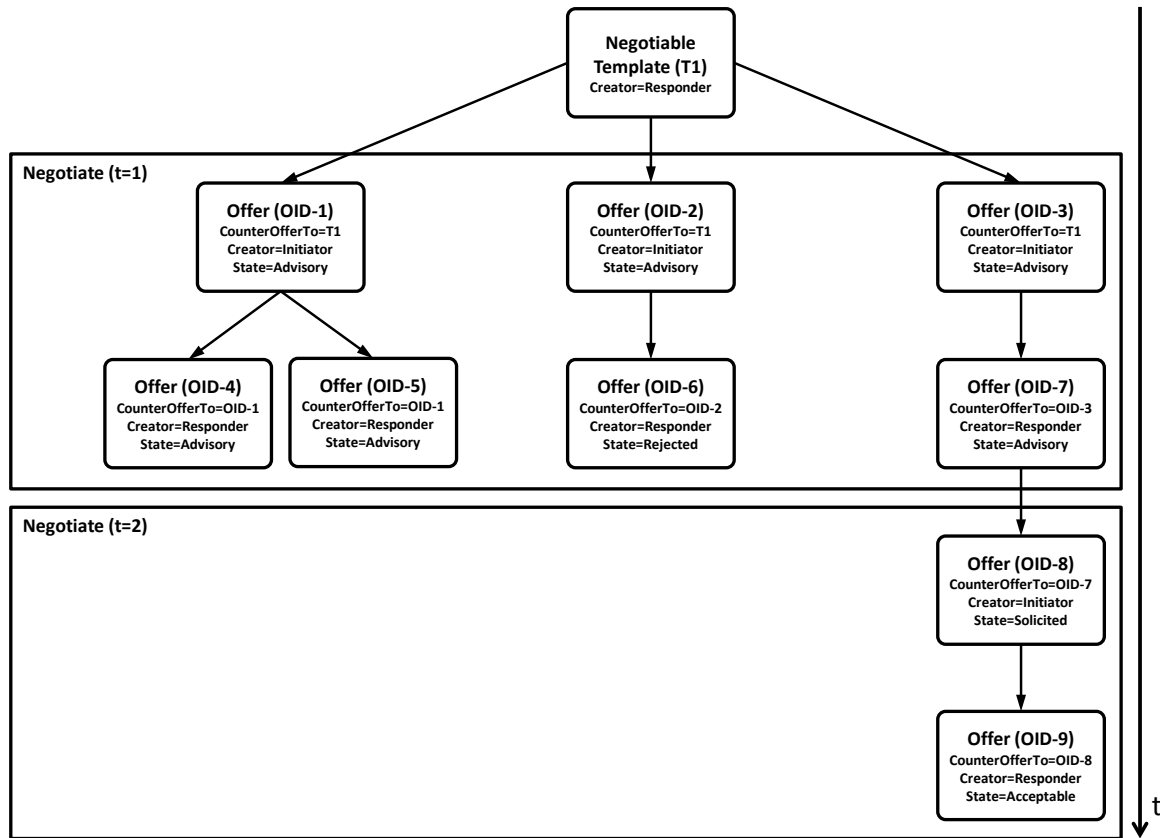 Negotiable
Template (T1)
Creator=Responder
Negotiate (t=1)
Offer (OID-1)
CounterOfferTo=T1
Creator=Initiator
State=Advisory
Offer (OID-2)
CounterOfferTo=T1
Creator=Initiator
State=Advisory
Offer (OID-3)
CounterOfferTo=T1
Creator=Initiator
State=Advisory
Offer (OID-4)
CounterOfferTo=OID-1
Creator=Responder
State=Advisory
Offer (OID-5)
CounterOfferTo=OID-1
Creator=Responder
State=Advisory
Offer (OID-6)
CounterOfferTo=OID-2
Creator=Responder
State=Rejected
Offer (OID-7)
CounterOfferTo=OID-3
Creator=Responder
State=Advisory
Negotiate (t=2)
Offer (OID-8)
CounterOfferTo=OID-7
Creator=Initiator
State=Solicited
Offer (OID-9)
CounterOfferTo=OID-8
Creator=Responder
State=Acceptable
t